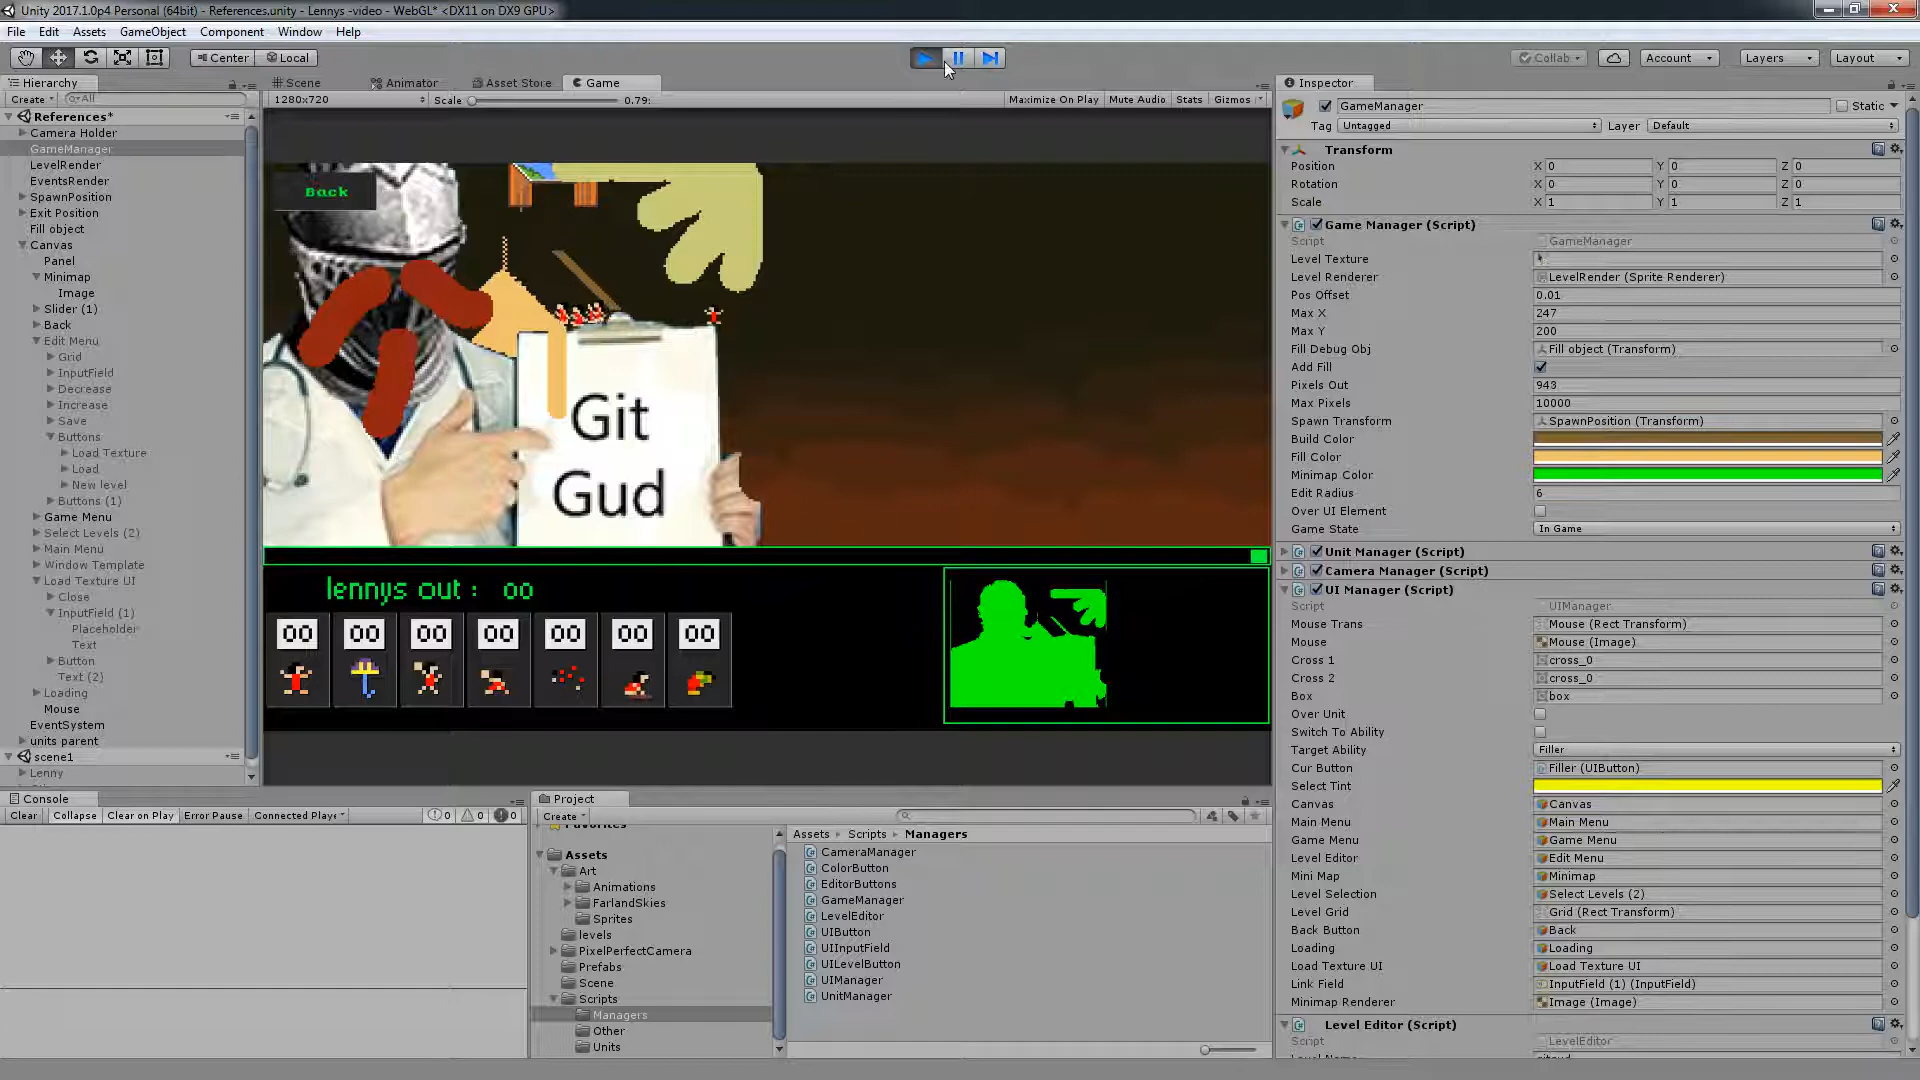 Unity 2017.1.0p4 Personal (64bit) - References.unity - Lennys -video - WebGL* <DX11 on DX9 GPU>
File Edit Assets GameObject Component Window Help
Center Local
Collab Account Layers Layout
Hierarchy
Create All
References*
Camera Holder
GameManager
LevelRender
EventsRender
SpawnPosition
Exit Position
Fill object
Canvas
Panel
Minimap
Image
Slider (1)
Back
Edit Menu
Grid
InputField
Decrease
Increase
Save
Buttons
Load Texture
Load
New level
Buttons (1)
Game Menu
Select Levels (2)
Main Menu
Window Template
Load Texture UI
Close
InputField (1)
Placeholder
Text
Button
Text (2)
Loading
Mouse
EventSystem
units parent
scene1
Lenny
Scene Animator Asset Store Game
1280x720 Scale 0.79: Maximize On Play Mute Audio Stats Gizmos
Back
Git
Gud
lennys out : 00
00 00 00 00 00 00 00
Console
Clear Collapse Clear on Play Error Pause Connected Playe
0 0 0
Project
Create
Favorites
Assets
Art
Animations
FarlandSkies
Sprites
levels
PixelPerfectCamera
Prefabs
Scene
Scripts
Managers
Other
Units
Assets Scripts Managers
CameraManager
ColorButton
EditorButtons
GameManager
LevelEditor
UIButton
UIInputField
UILevelButton
UIManager
UnitManager
Inspector
GameManager Static
Tag Untagged Layer Default
Transform
Position X 0 Y 0 Z 0
Rotation X 0 Y 0 Z 0
Scale X 1 Y 1 Z 1
Game Manager (Script)
Script GameManager
Level Texture
Level Renderer LevelRender (Sprite Renderer)
Pos Offset 0.01
Max X 247
Max Y 200
Fill Debug Obj Fill object (Transform)
Add Fill
Pixels Out 943
Max Pixels 10000
Spawn Transform SpawnPosition (Transform)
Build Color
Fill Color
Minimap Color
Edit Radius 6
Over UI Element
Game State In Game
Unit Manager (Script)
Camera Manager (Script)
UI Manager (Script)
Script UIManager
Mouse Trans Mouse (Rect Transform)
Mouse Mouse (Image)
Cross 1 cross_0
Cross 2 cross_0
Box box
Over Unit
Switch To Ability
Target Ability Filler
Cur Button Filler (UIButton)
Select Tint
Canvas Canvas
Main Menu Main Menu
Game Menu Game Menu
Level Editor Edit Menu
Mini Map Minimap
Level Selection Select Levels (2)
Level Grid Grid (Rect Transform)
Back Button Back
Loading Loading
Load Texture UI Load Texture UI
Link Field InputField (1) (InputField)
Minimap Renderer Image (Image)
Level Editor (Script)
Script LevelEditor